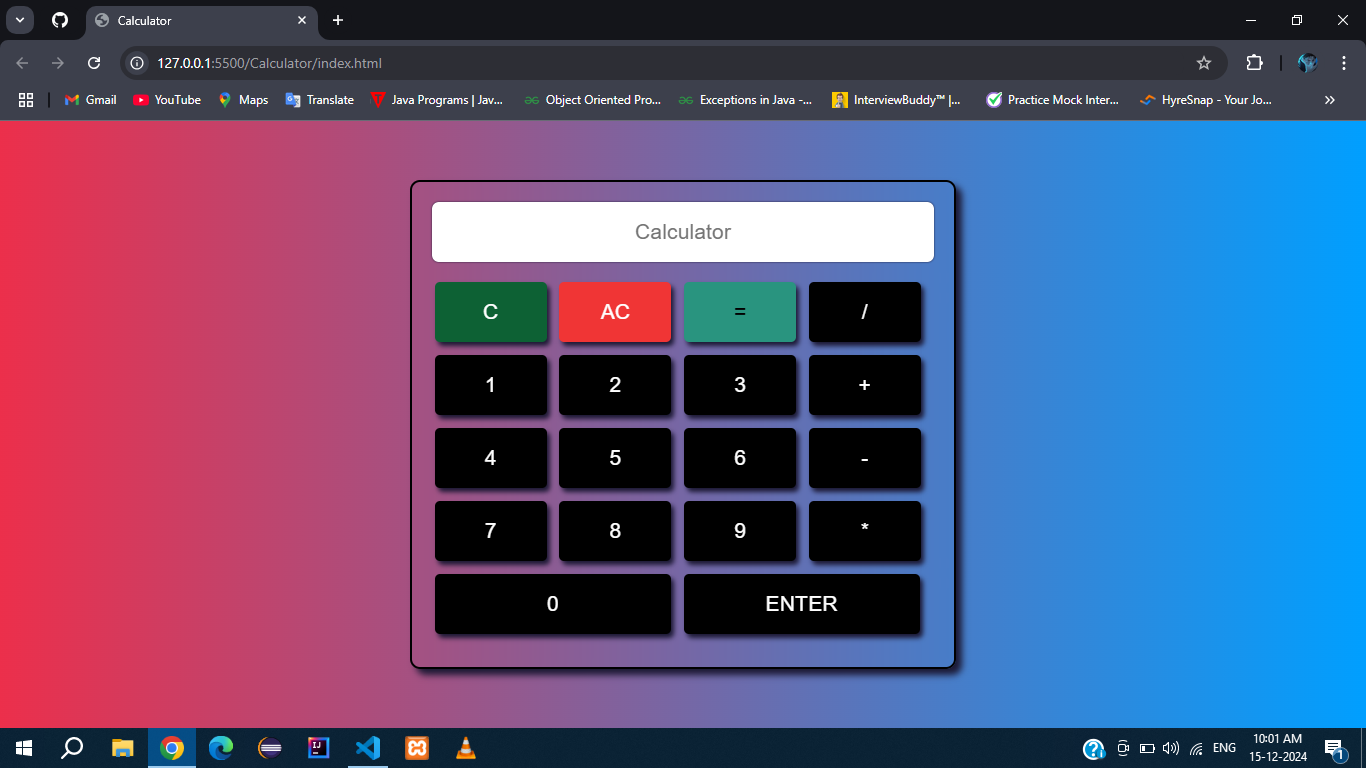 Calculator
127.0.0.1:5500/Calculator/index.html
Gmail YouTube Maps Translate Java Programs | Jav... Object Oriented Pro... Exceptions in Java -... InterviewBuddy™ |... Practice Mock Inter... HyreSnap - Your Jo...
Calculator
C AC = /
1 2 3 +
4 5 6 -
7 8 9 *
0 ENTER
ENG 10:01 AM
15-12-2024 1